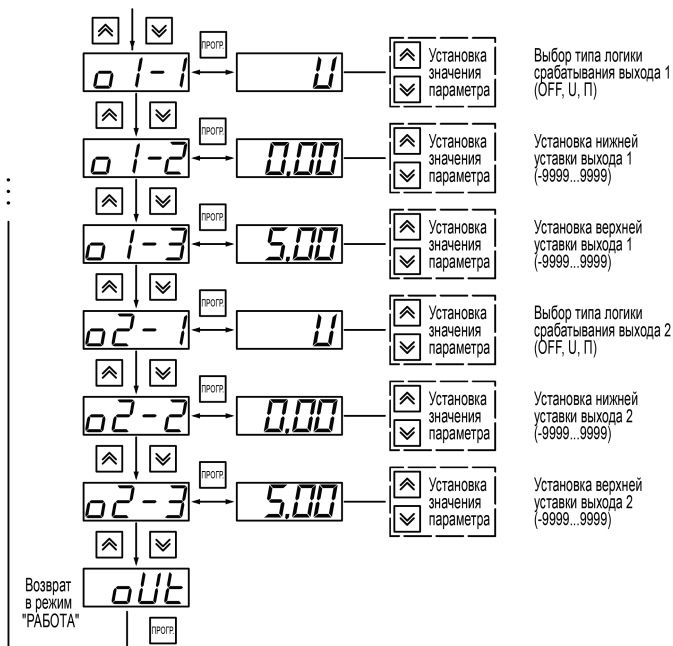 ПРОГР.
o1-1
U
Установка
значения
параметра
Выбор типа логики
срабатывания выхода 1
(OFF, U, П)
ПРОГР.
o1-2
0.00
Установка
значения
параметра
Установка нижней
уставки выхода 1
(-9999...9999)
ПРОГР.
o1-3
5.00
Установка
значения
параметра
Установка верхней
уставки выхода 1
(-9999...9999)
ПРОГР.
o2-1
U
Установка
значения
параметра
Выбор типа логики
срабатывания выхода 2
(OFF, U, П)
ПРОГР.
o2-2
0.00
Установка
значения
параметра
Установка нижней
уставки выхода 2
(-9999...9999)
ПРОГР.
o2-3
5.00
Установка
значения
параметра
Установка верхней
уставки выхода 2
(-9999...9999)
oUt
Возврат
в режим
"РАБОТА"
ПРОГР.